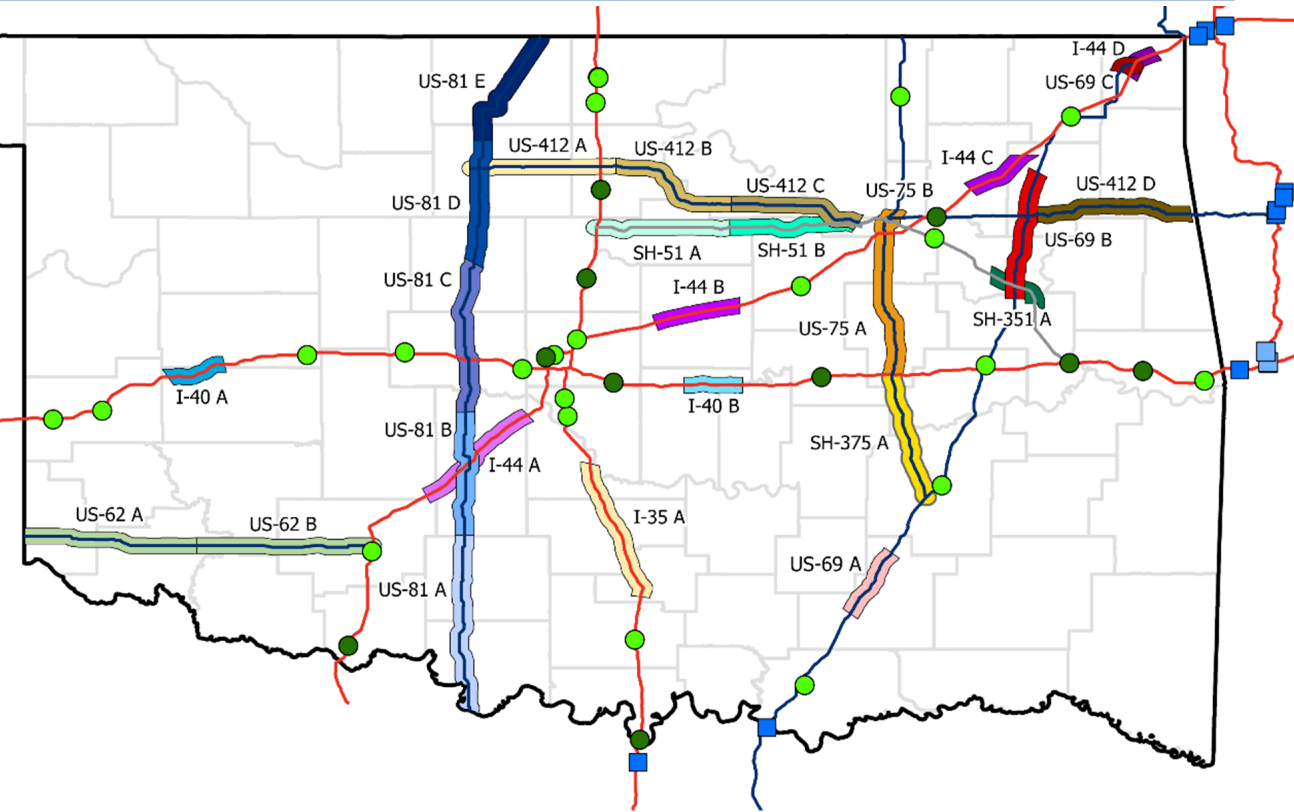 I-44 D
US-81 E
US-69 C
US-412 A
US-412 B
I-44 C
US-412 C
US-75 B
US-412 D
US-81 D
US-69 B
SH-51 A
SH-51 B
US-81 C
I-44 B
SH-351 A
US-75 A
I-40 A
I-40 B
US-81 B
SH-375 A
I-44 A
US-62 A
I-35 A
US-62 B
US-69 A
US-81 A